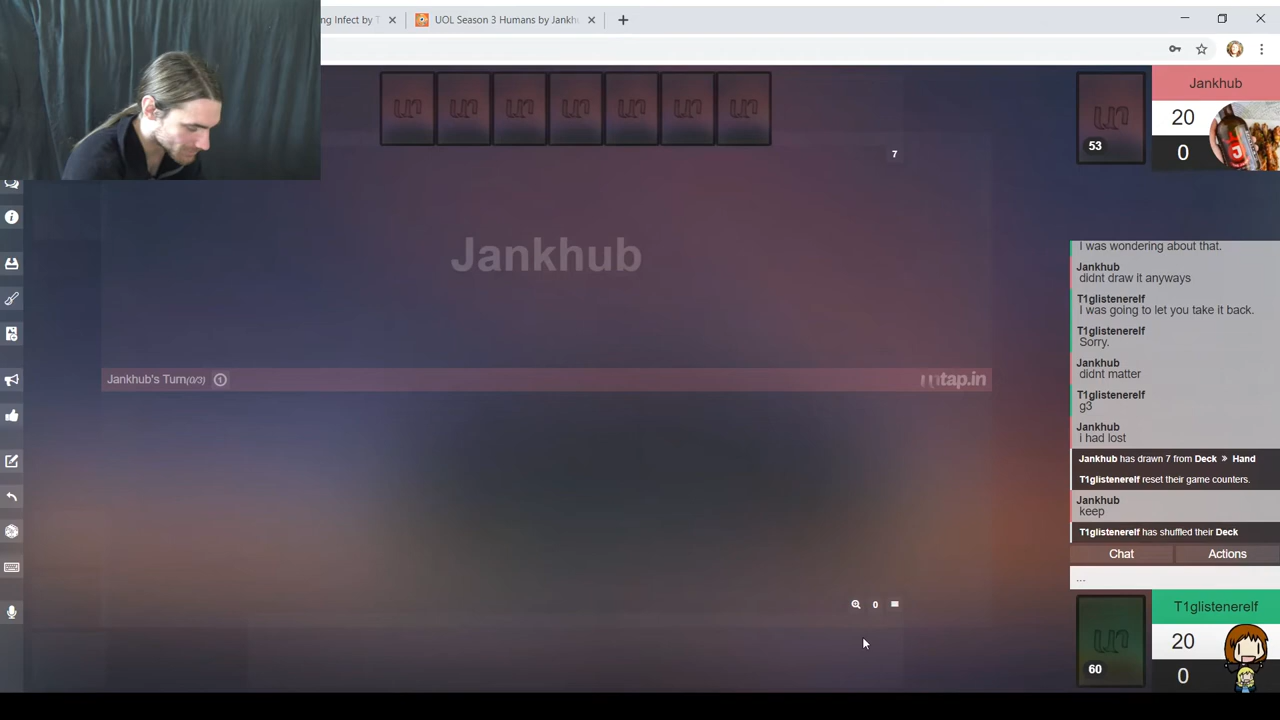 ng Infect by T
UOL Season 3 Humans by Jankh
Jankhub
20
53
0
7
Jankhub
I was wondering about that.
Jankhub
didnt draw it anyways
T1glistenerelf
I was going to let you take it back.
T1glistenerelf
Sorry.
Jankhub
didnt matter
T1glistenerelf
g3
Jankhub
i had lost
Jankhub has drawn 7 from Deck » Hand
T1glistenerelf reset their game counters.
Jankhub
keep
T1glistenerelf has shuffled their Deck
Jankhub's Turn(0/3) 1
untap.in
Chat Actions
...
0
T1glistenerelf
20
60
0